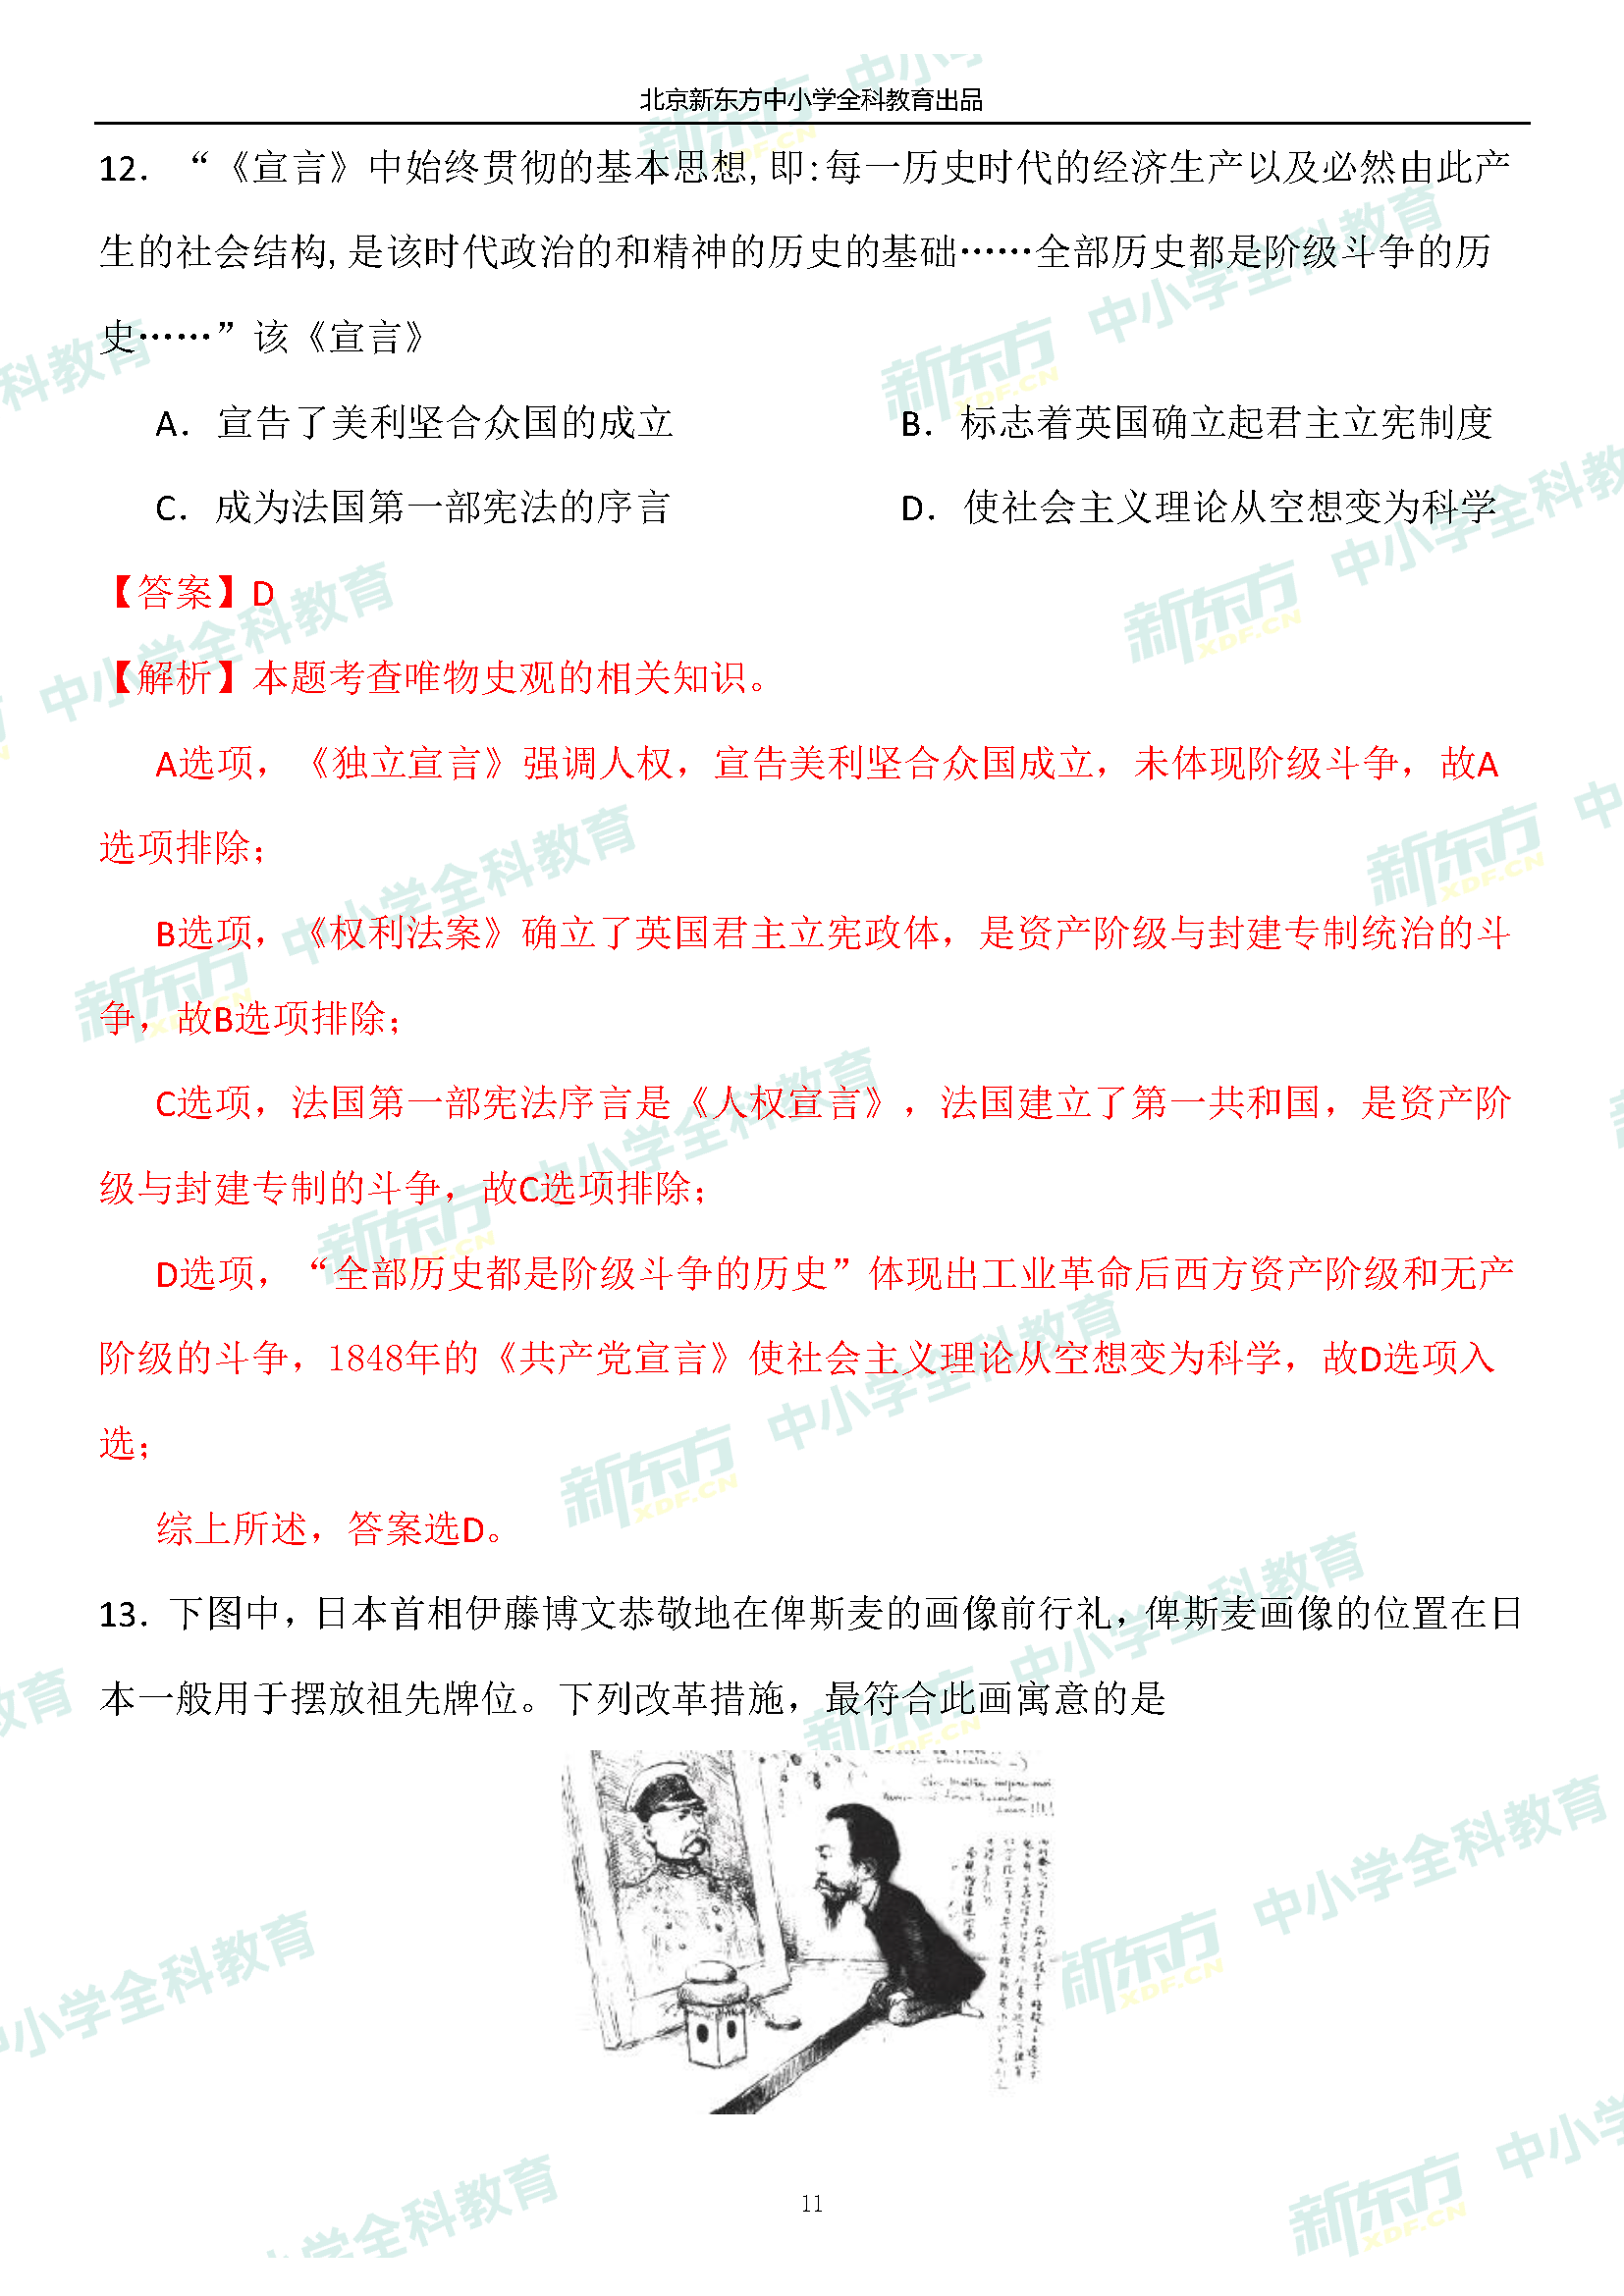 北京新东方中小学全科教育出品
12. “《宣言》中始终贯彻的基本思想,即:每一历史时代的经济生产以及必然由此产
生的社会结构,是该时代政治的和精神的历史的基础……全部历史都是阶级斗争的历
史……”该《宣言》
A. 宣告了美利坚合众国的成立 B. 标志着英国确立起君主立宪制度
C. 成为法国第一部宪法的序言 D. 使社会主义理论从空想变为科学
【答案】D
【解析】本题考查唯物史观的相关知识。
A选项，《独立宣言》强调人权，宣告美利坚合众国成立，未体现阶级斗争，故A
选项排除；
B选项，《权利法案》确立了英国君主立宪政体，是资产阶级与封建专制统治的斗
争，故B选项排除；
C选项，法国第一部宪法序言是《人权宣言》，法国建立了第一共和国，是资产阶
级与封建专制的斗争，故C选项排除；
D选项，“全部历史都是阶级斗争的历史”体现出工业革命后西方资产阶级和无产
阶级的斗争，1848年的《共产党宣言》使社会主义理论从空想变为科学，故D选项入
选；
综上所述，答案选D。
13. 下图中，日本首相伊藤博文恭敬地在俾斯麦的画像前行礼，俾斯麦画像的位置在日
本一般用于摆放祖先牌位。下列改革措施，最符合此画寓意的是
11
新东方 XDF.CN 中小学全科教育